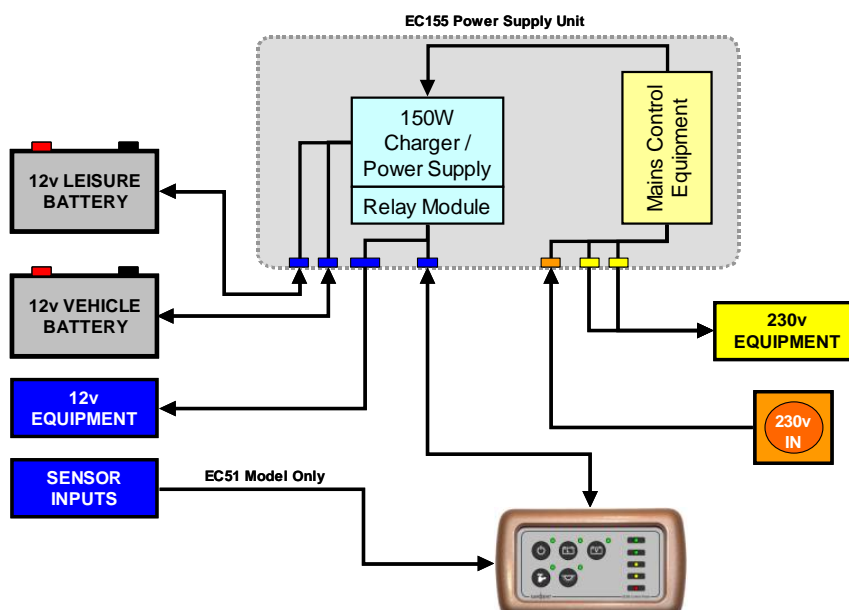 EC155 Power Supply Unit
150W
Charger /
Power Supply
Relay Module
Mains Control
Equipment
12v LEISURE
BATTERY
12v VEHICLE
BATTERY
12v
EQUIPMENT
SENSOR
INPUTS
EC51 Model Only
230v
EQUIPMENT
230v
IN